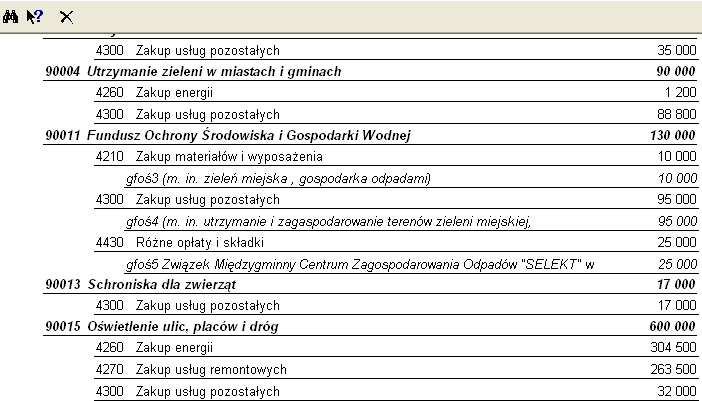 4300 Zakup usług pozostałych 35 000
90004 Utrzymanie zieleni w miastach i gminach 90 000
4260 Zakup energii 1 200
4300 Zakup usług pozostałych 88 800
90011 Fundusz Ochrony Środowiska i Gospodarki Wodnej 130 000
4210 Zakup materiałów i wyposażenia 10 000
gfoś3 (m. in. zieleń miejska , gospodarka odpadami) 10 000
4300 Zakup usług pozostałych 95 000
gfoś4 (m. in. utrzymanie i zagaspodarowanie terenów zieleni miejskiej, 95 000
4430 Różne opłaty i składki 25 000
gfoś5 Związek Międzygminny Centrum Zagospodarowania Odpadów "SELEKT" w 25 000
90013 Schroniska dla zwierząt 17 000
4300 Zakup usług pozostałych 17 000
90015 Oświetlenie ulic, placów i dróg 600 000
4260 Zakup energii 304 500
4270 Zakup usług remontowych 263 500
4300 Zakup usług pozostałych 32 000